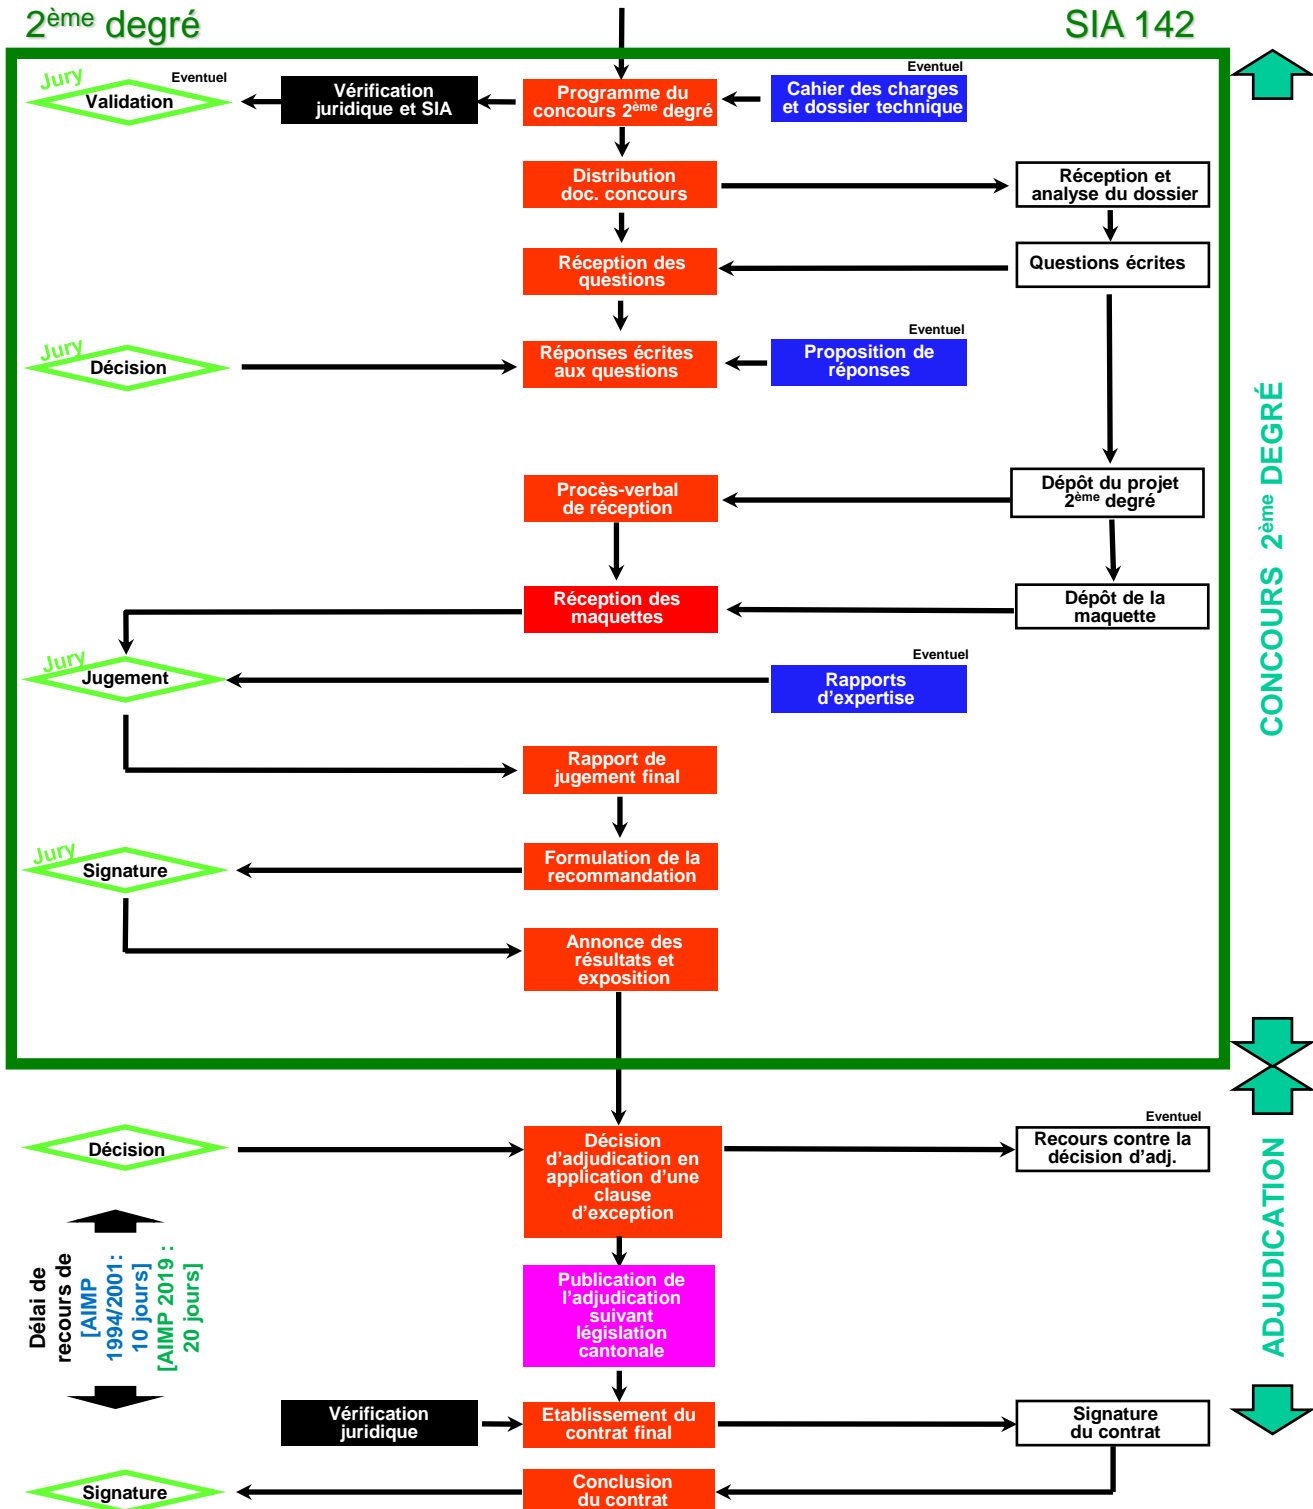 2ème degré
SIA 142
Jury
Validation
Eventuel
Vérification
juridique et SIA
Programme du
concours 2ème degré
Eventuel
Cahier des charges
et dossier technique
Distribution
doc. concours
Réception et
analyse du dossier
Réception des
questions
Questions écrites
Jury
Décision
Réponses écrites
aux questions
Eventuel
Proposition de
réponses
Procès-verbal
de réception
Dépôt du projet
2ème degré
Réception des
maquettes
Dépôt de la
maquette
Jury
Jugement
Eventuel
Rapports
d’expertise
Rapport de
jugement final
Jury
Signature
Formulation de la
recommandation
Annonce des
résultats et
exposition
CONCOURS 2ème DEGRÉ
Décision
Décision
d’adjudication en
application d’une
clause
d’exception
Eventuel
Recours contre la
décision d’adj.
Délai de
recours de
[AIMP
1994/2001:
10 jours]
[AIMP 2019 :
20 jours]
Publication de
l’adjudication
suivant
législation
cantonale
ADJUDICATION
Vérification
juridique
Etablissement du
contrat final
Signature
du contrat
Signature
Conclusion
du contrat